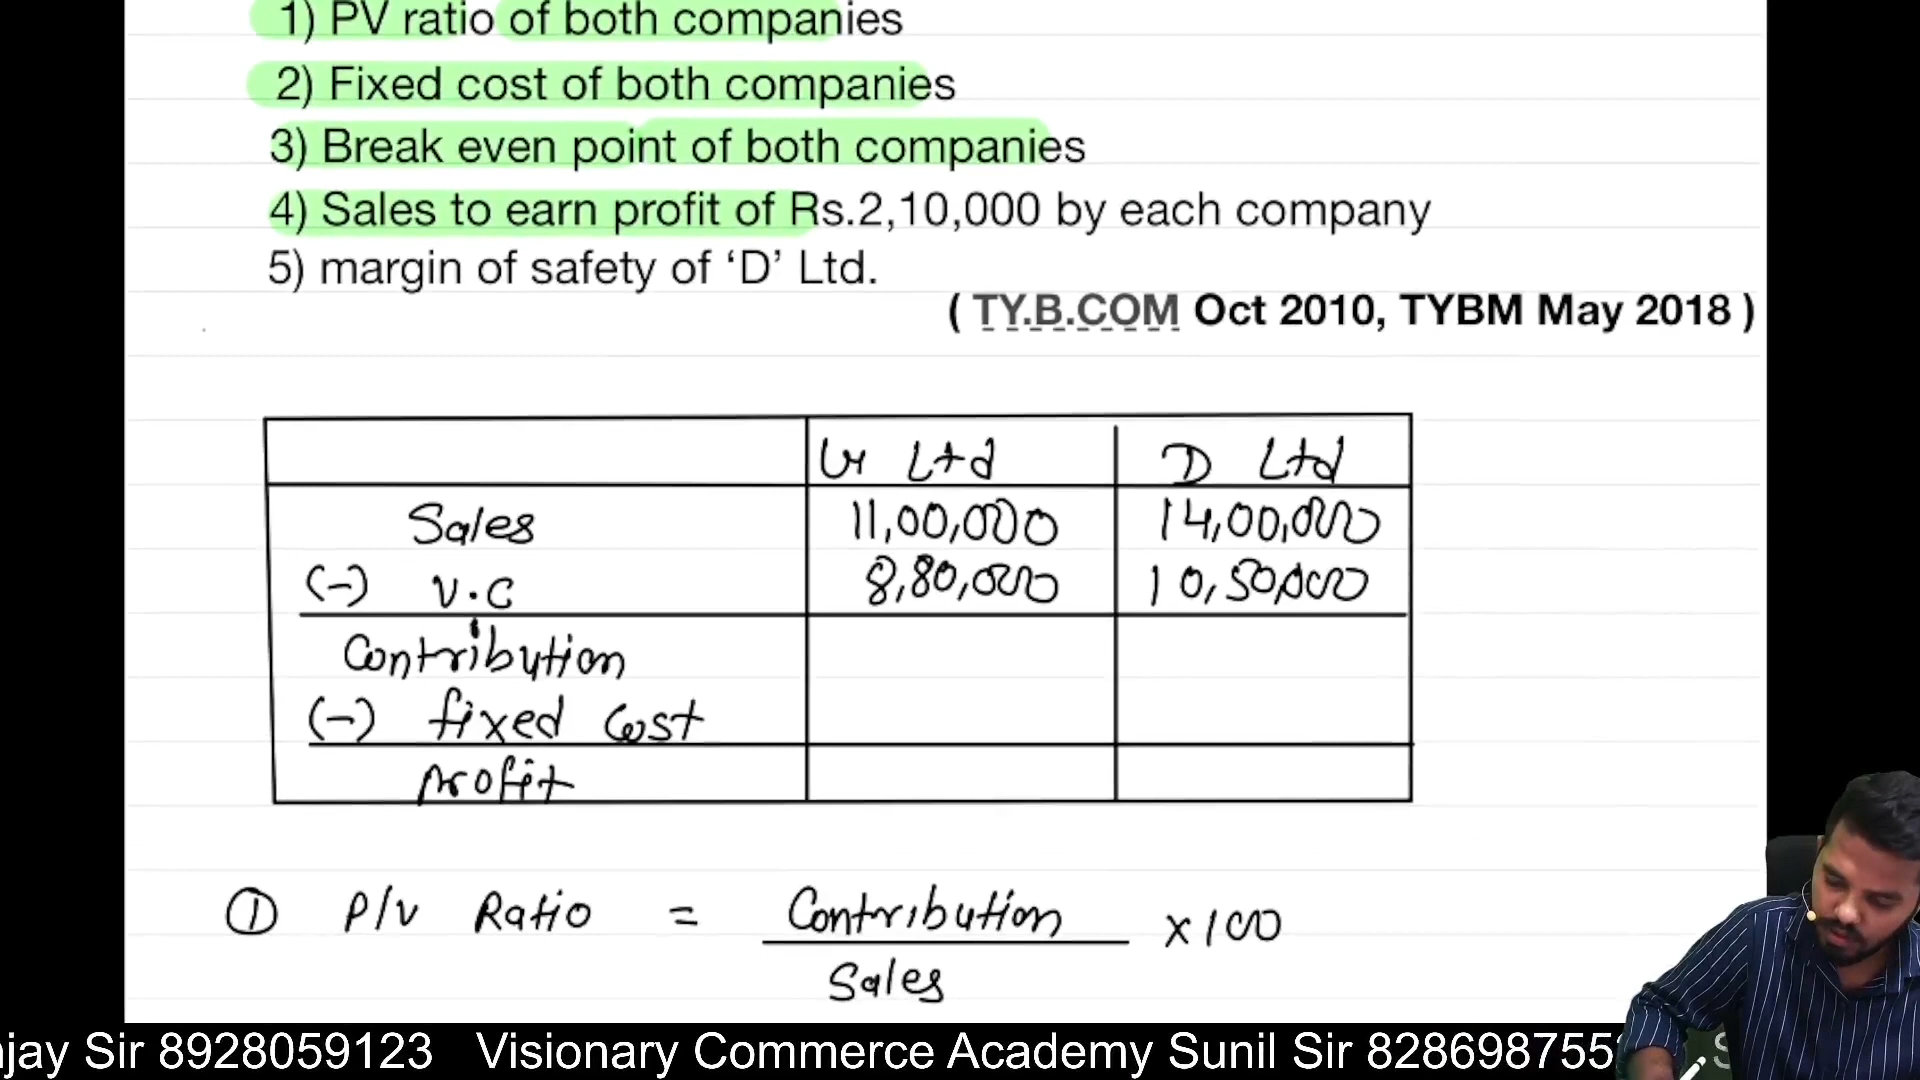 1) PV ratio of both companies
2) Fixed cost of both companies
3) Break even point of both companies
4) Sales to earn profit of Rs.2,10,000 by each company
5) margin of safety of ‘D’ Ltd.
( TY.B.COM Oct 2010, TYBM May 2018 )
Ltd D Ltd
Sales 11,00,000 14,00,000
(-) V.C 8,80,000 10,50,000
Contribution
(-) fixed cost
profit
① P/V Ratio = Contribution x100
Sales
jay Sir 8928059123 Visionary Commerce Academy Sunil Sir 828698755